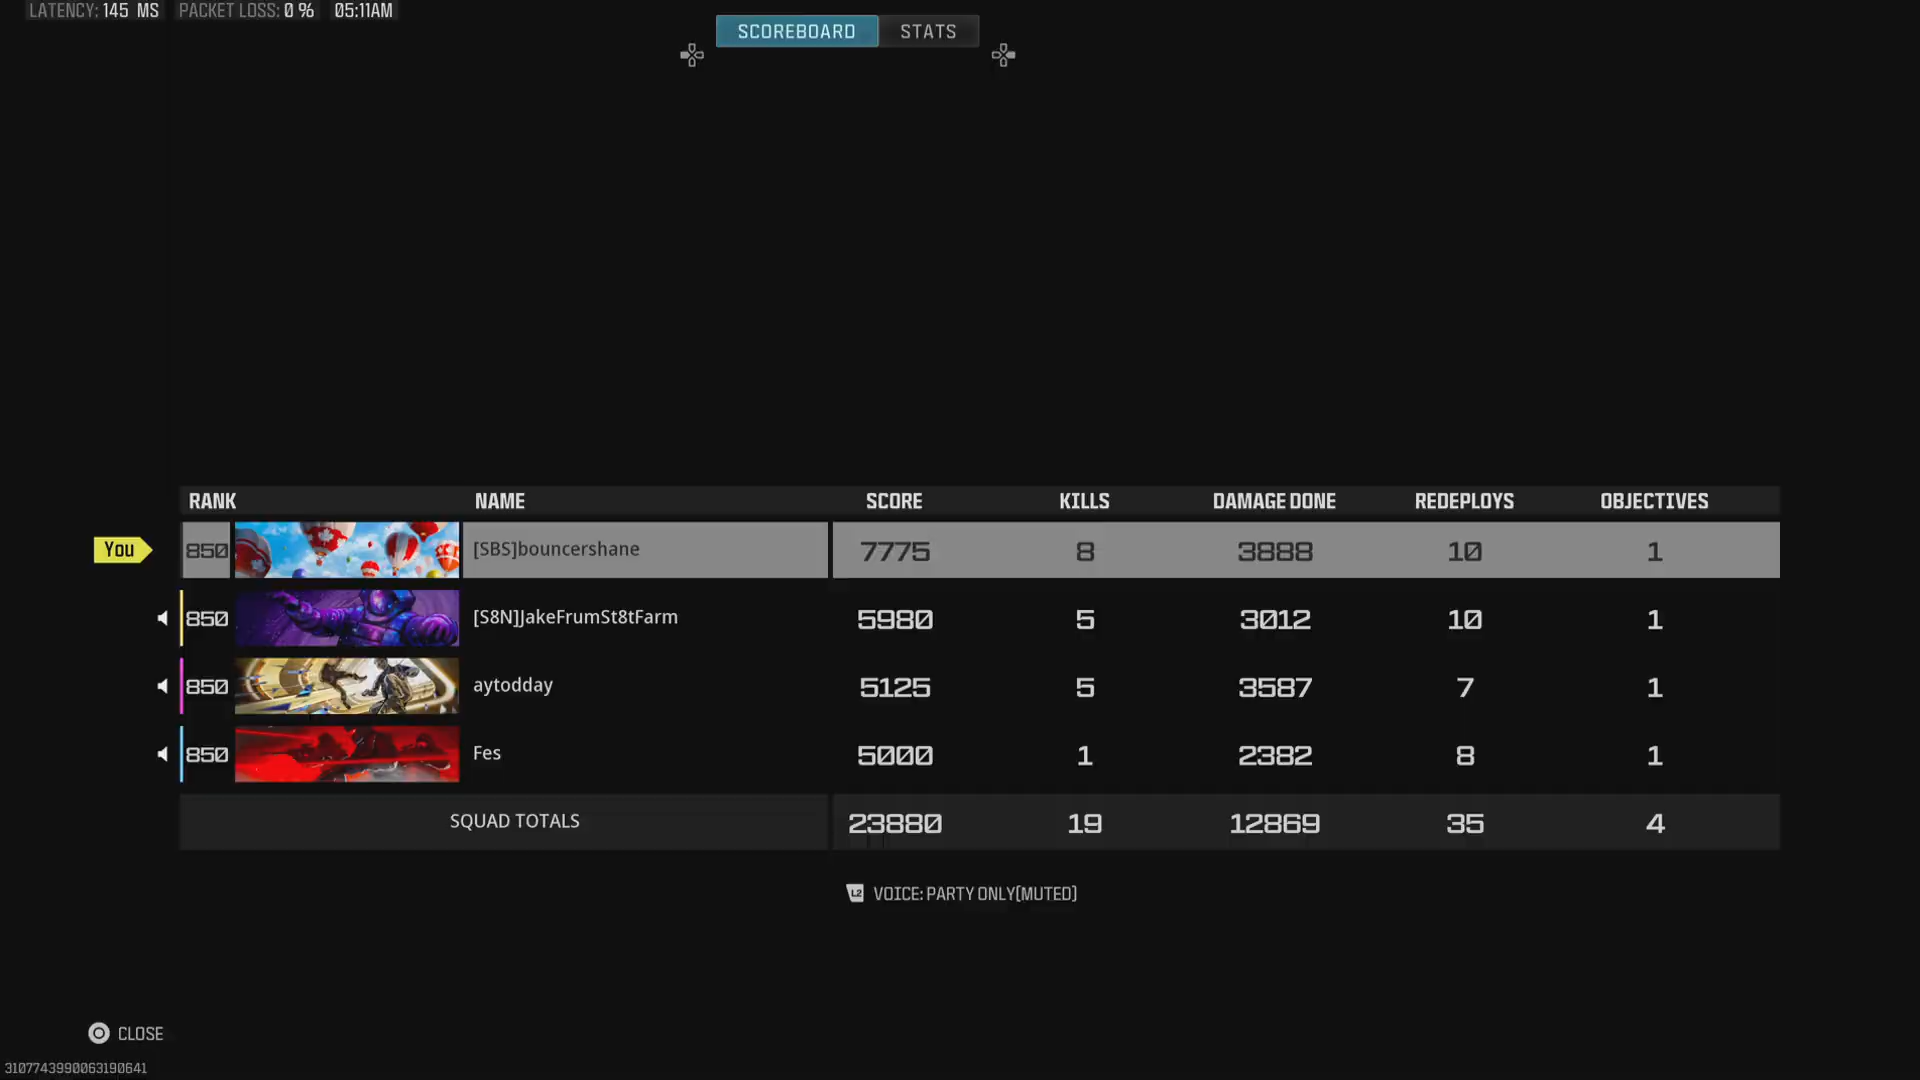 LATENCY: 145 MS PACKET LOSS: 0 % 05:11AM
SCOREBOARD STATS
RANK NAME SCORE KILLS DAMAGE DONE REDEPLOYS OBJECTIVES
You 850 [SBS]bouncershane 7775 8 3888 10 1
850 [S8N]JakeFrumSt8tFarm 5980 5 3012 10 1
850 aytodday 5125 5 3587 7 1
850 Fes 5000 1 2382 8 1
SQUAD TOTALS 23880 19 12869 35 4
L2 VOICE: PARTY ONLY(MUTED)
CLOSE
3107743990063190641